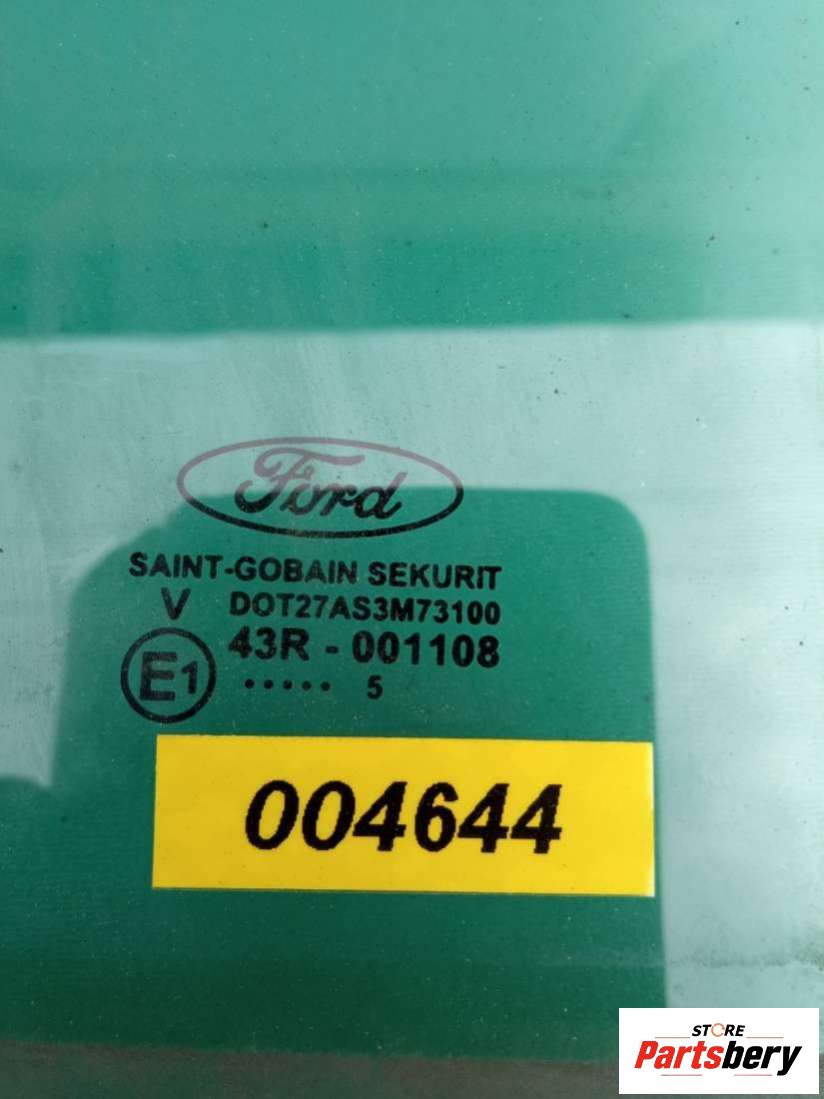 Ford
SAINT-GOBAIN SEKURIT
V DOT27AS3M73100
43R - 001108
E1 ..... 5
004644
STORE
Partsbery